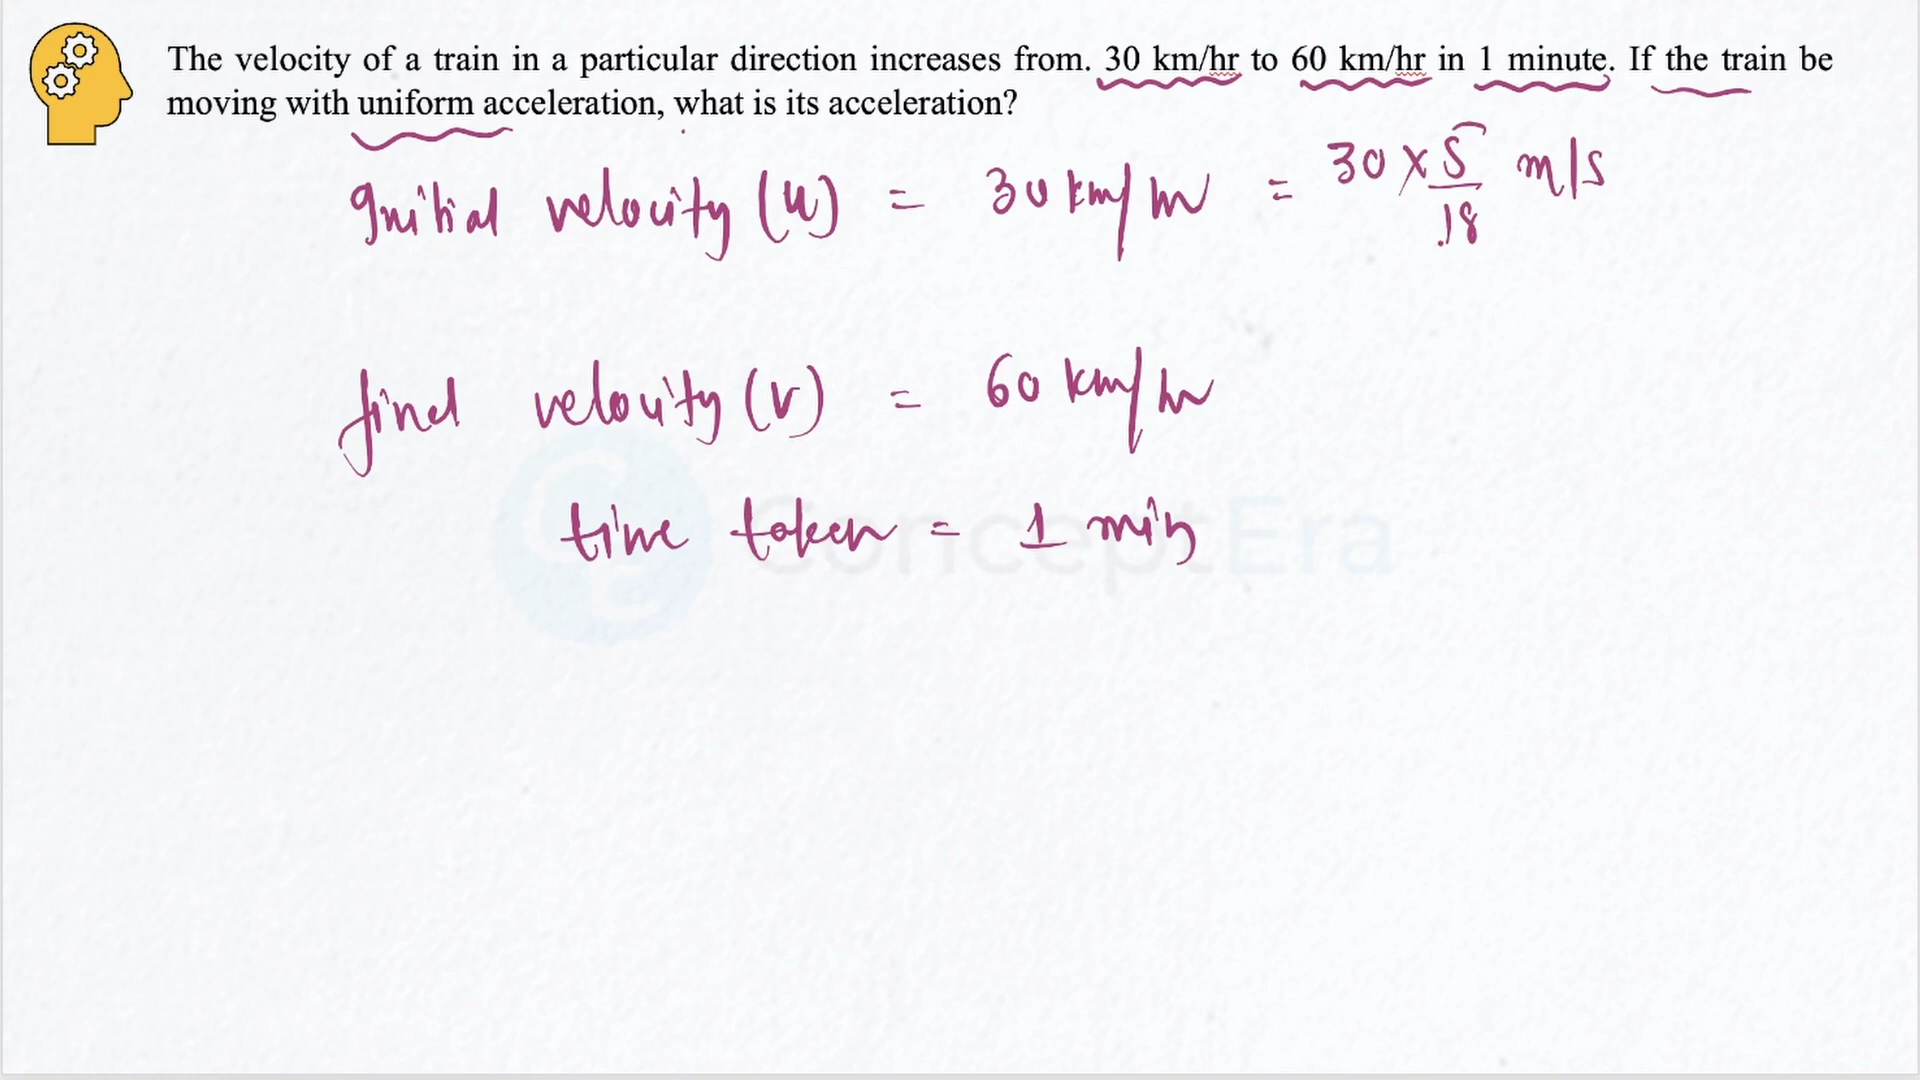 The velocity of a train in a particular direction increases from. 30 km/hr to 60 km/hr in 1 minute. If the train be
moving with uniform acceleration, what is its acceleration?
Initial velocity (u) = 30 km/hr = 30 × 5/18 m/s
final velocity (v) = 60 km/hr
time taken = 1 min
ConceptEra